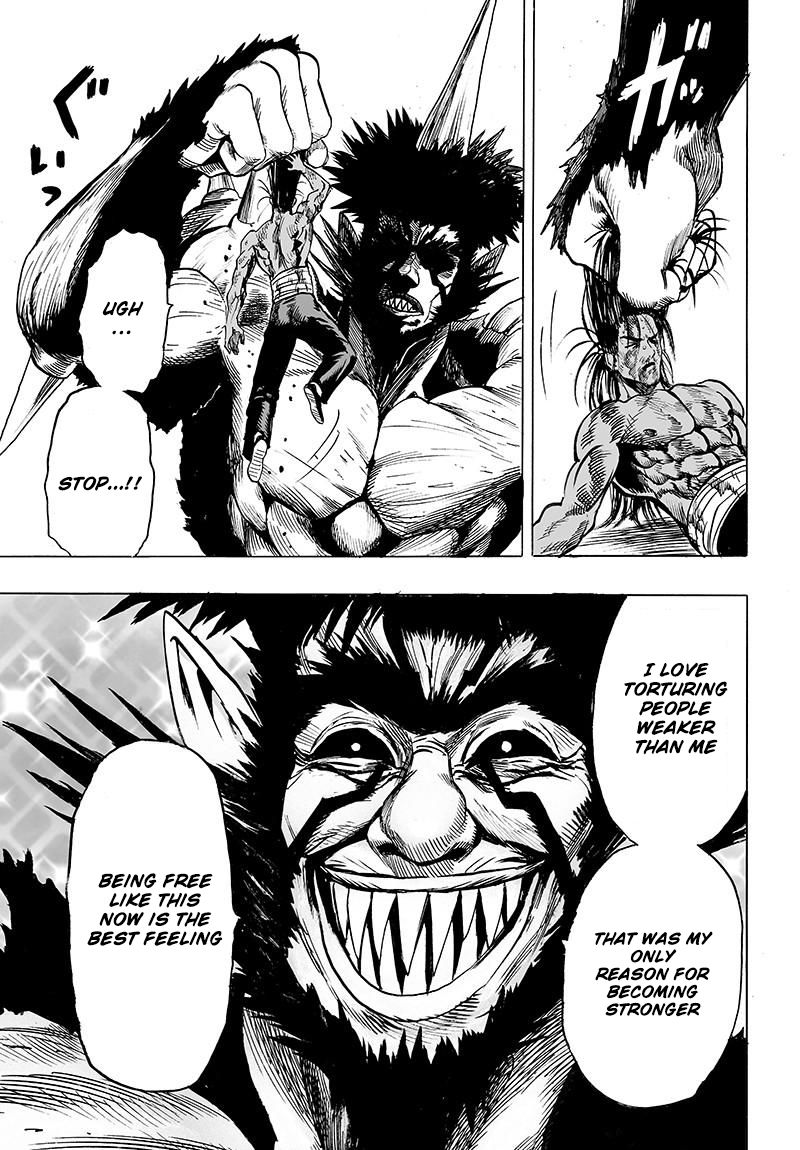 ガッ
ぐ
いっ
UGH
...
STOP...!!
I LOVE
TORTURING
PEOPLE
WEAKER
THAN ME
THAT WAS MY
ONLY
REASON FOR
BECOMING
STRONGER
BEING FREE
LIKE THIS
NOW IS THE
BEST FEELING